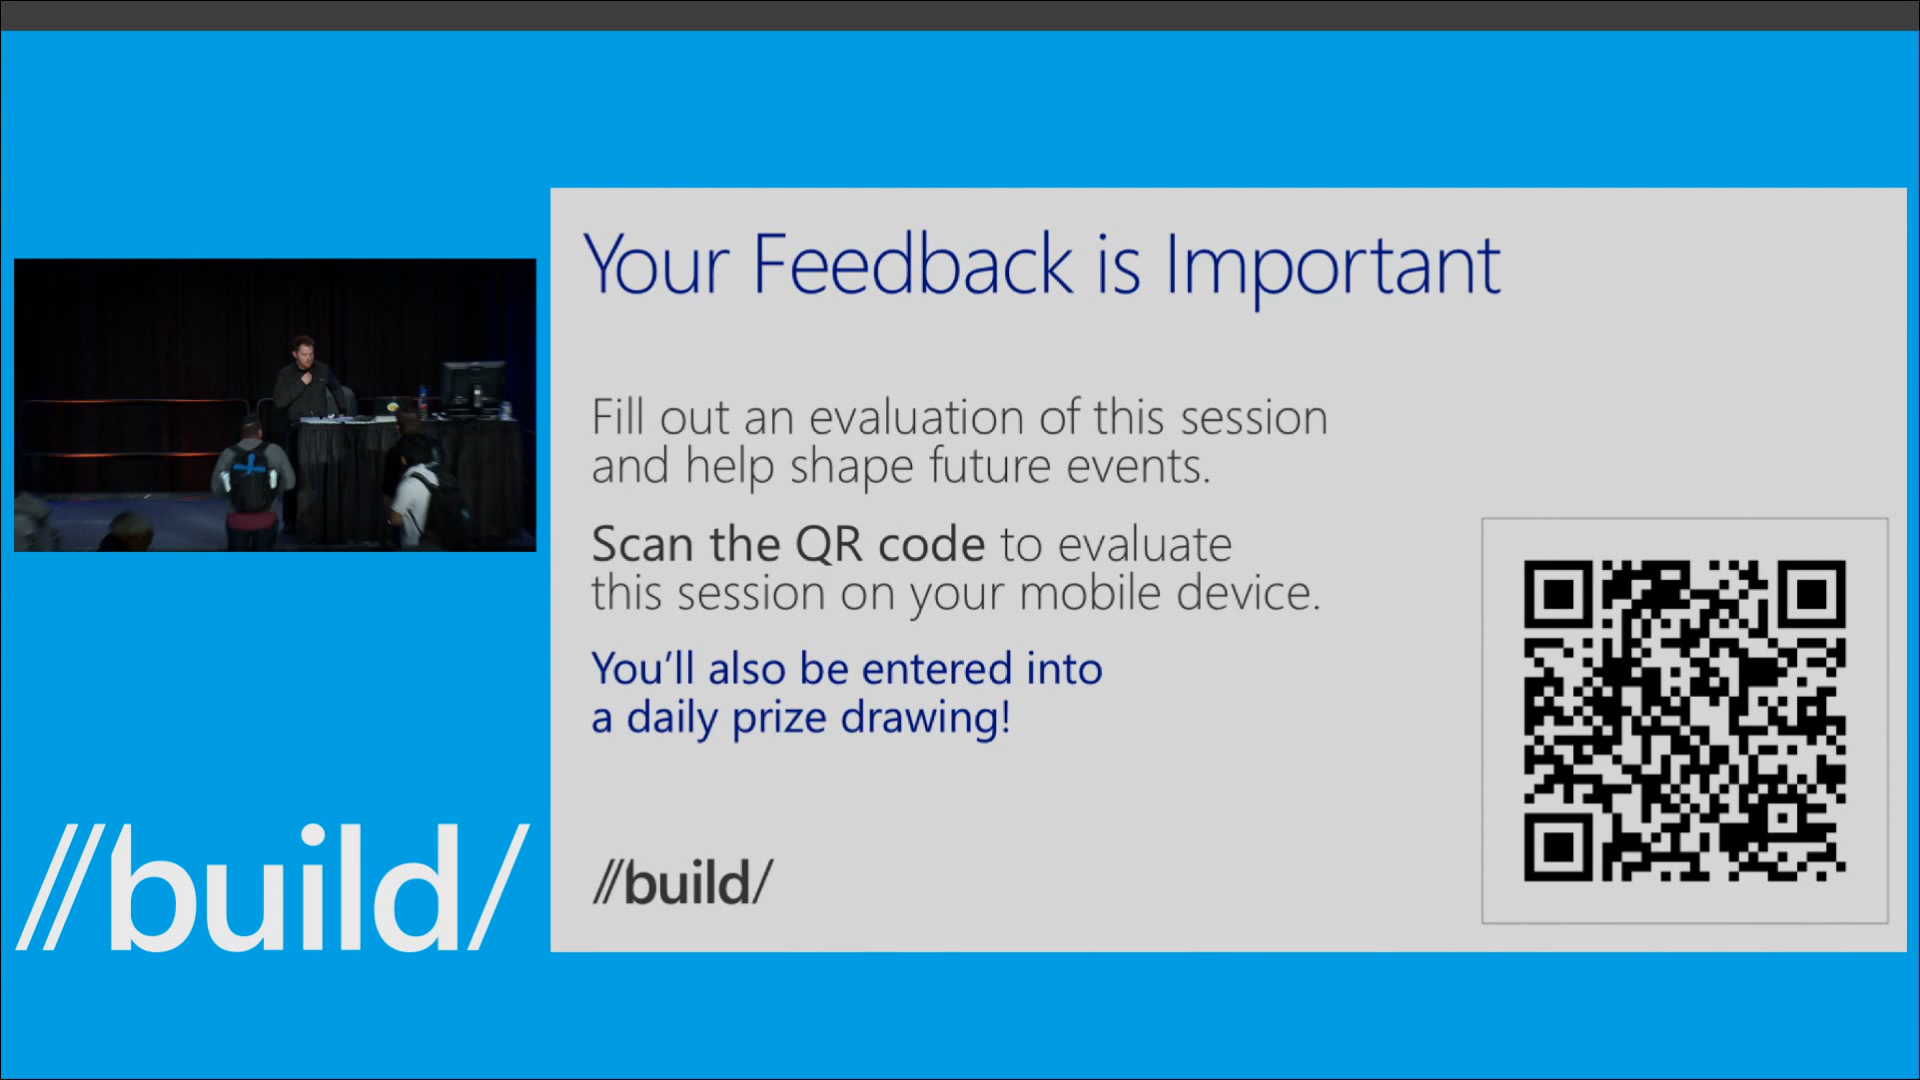 Your Feedback is Important
Fill out an evaluation of this session
and help shape future events.
Scan the QR code to evaluate
this session on your mobile device.
You’ll also be entered into
a daily prize drawing!
//build/
//build/